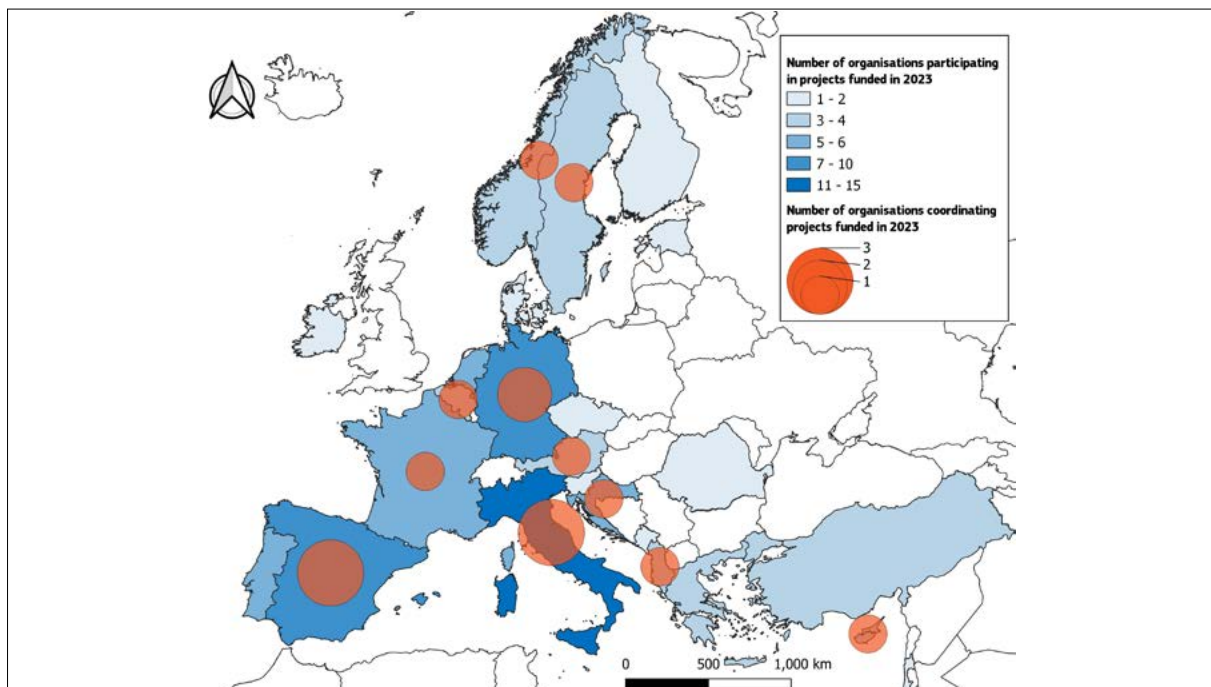 Number of organisations participating
in projects funded in 2023
1 - 2
3 - 4
5 - 6
7 - 10
11 - 15
Number of organisations coordinating
projects funded in 2023
3
2
1
0 500 1,000 km